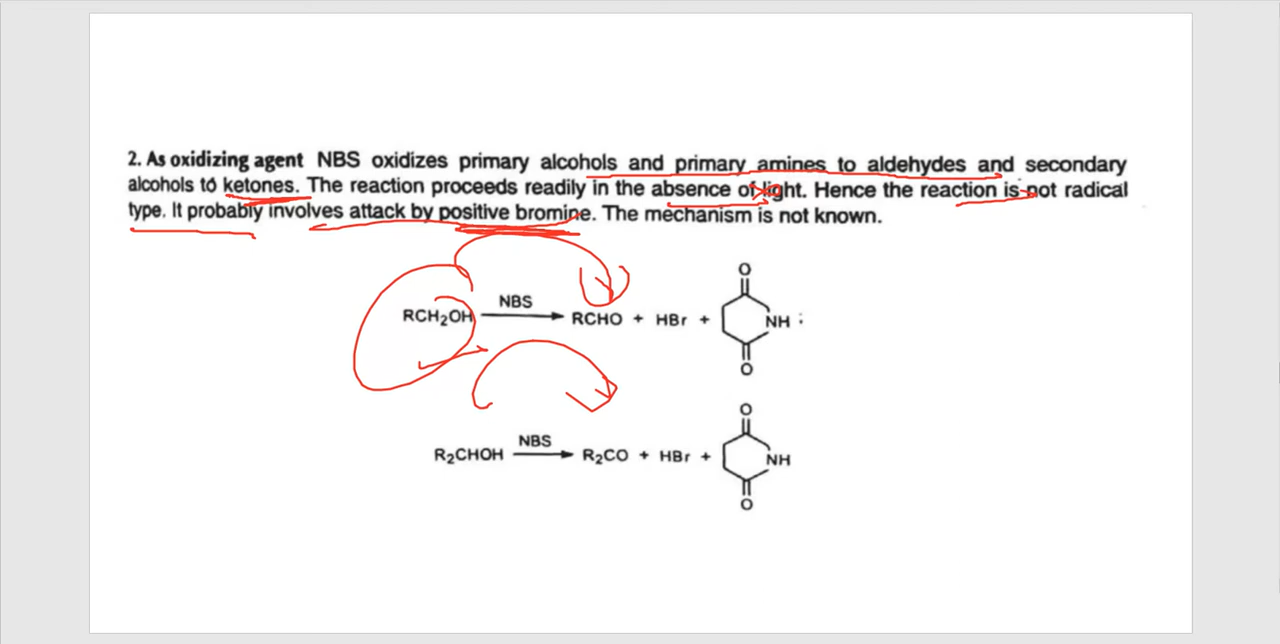 2. As oxidizing agent NBS oxidizes primary alcohols and primary amines to aldehydes and secondary
alcohols to ketones. The reaction proceeds readily in the absence of light. Hence the reaction is not radical
type. It probably involves attack by positive bromine. The mechanism is not known.
O
NBS
RCH₂OH RCHO + HBr + NH ;
O
O
NBS
R₂CHOH R₂CO + HBr + NH
O